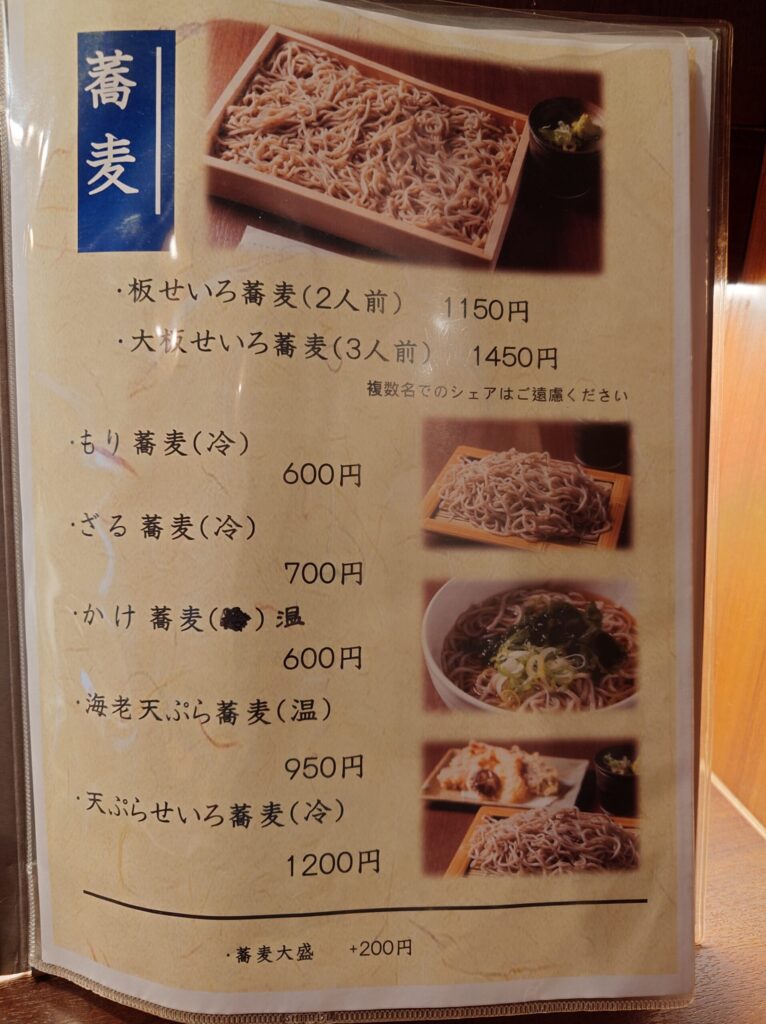 蕎麦
・板せいろ蕎麦(2人前) 1150円
・大板せいろ蕎麦(3人前) 1450円
複数名でのシェアはご遠慮ください
・もり蕎麦(冷)
600円
・ざる蕎麦(冷)
700円
・かけ蕎麦( )温
600円
・海老天ぷら蕎麦(温)
950円
・天ぷらせいろ蕎麦(冷)
1200円
・蕎麦大盛 +200円